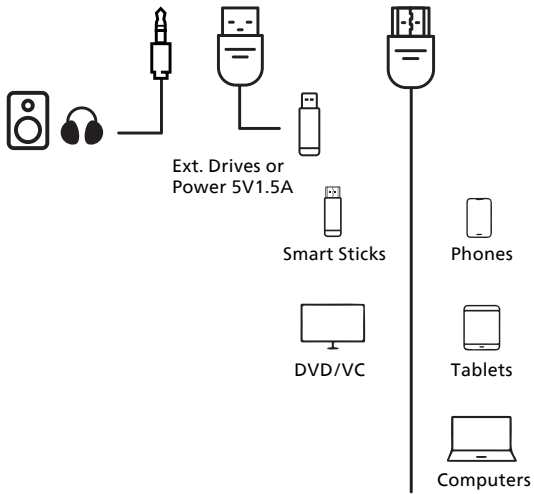 Ext. Drives or
Power 5V1.5A
Smart Sticks
Phones
DVD/VC
Tablets
Computers